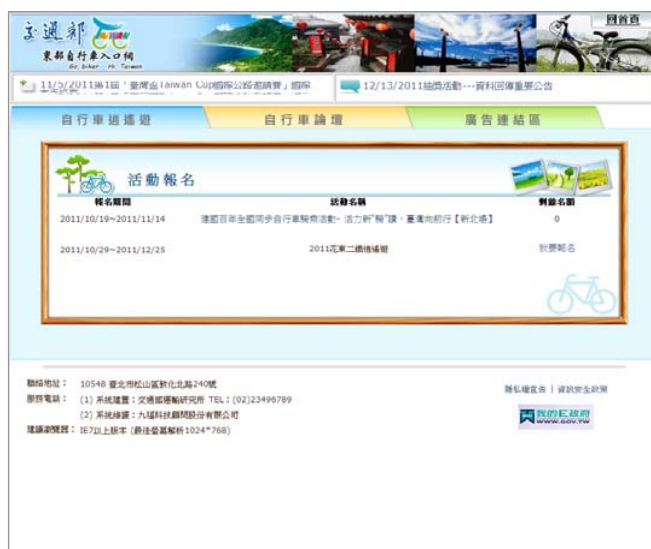 交通部
TAIWAN
東部自行車入口網
Go, biker Hi, Taiwan
回首頁
11/5/2011第1屆「臺灣盃Taiwan Cup國際公路邀請賽」國際
12/13/2011抽獎活動---資料回傳重要公告
自行車逍遙遊
自行車論壇
廣告連結區
活動報名
報名期間 活動名稱 剩餘名額
2011/10/19~2011/11/14 建國百年全國同步自行車騎乘活動- 活力新"騎"蹟，臺灣向前行【新北場】 0
2011/10/29~2011/12/25 2011花東二鐵逍遙遊 我要報名
聯絡地址： 10548 臺北市松山區敦化北路240號
服務電話： (1) 系統建置：交通部運輸研究所 TEL：(02)23496789
(2) 系統維護：九福科技顧問股份有限公司
建議瀏覽器： IE7以上版本 (最佳螢幕解析1024*768)
隱私權宣告 | 資訊安全政策
我的E政府
WWW.GOV.TW